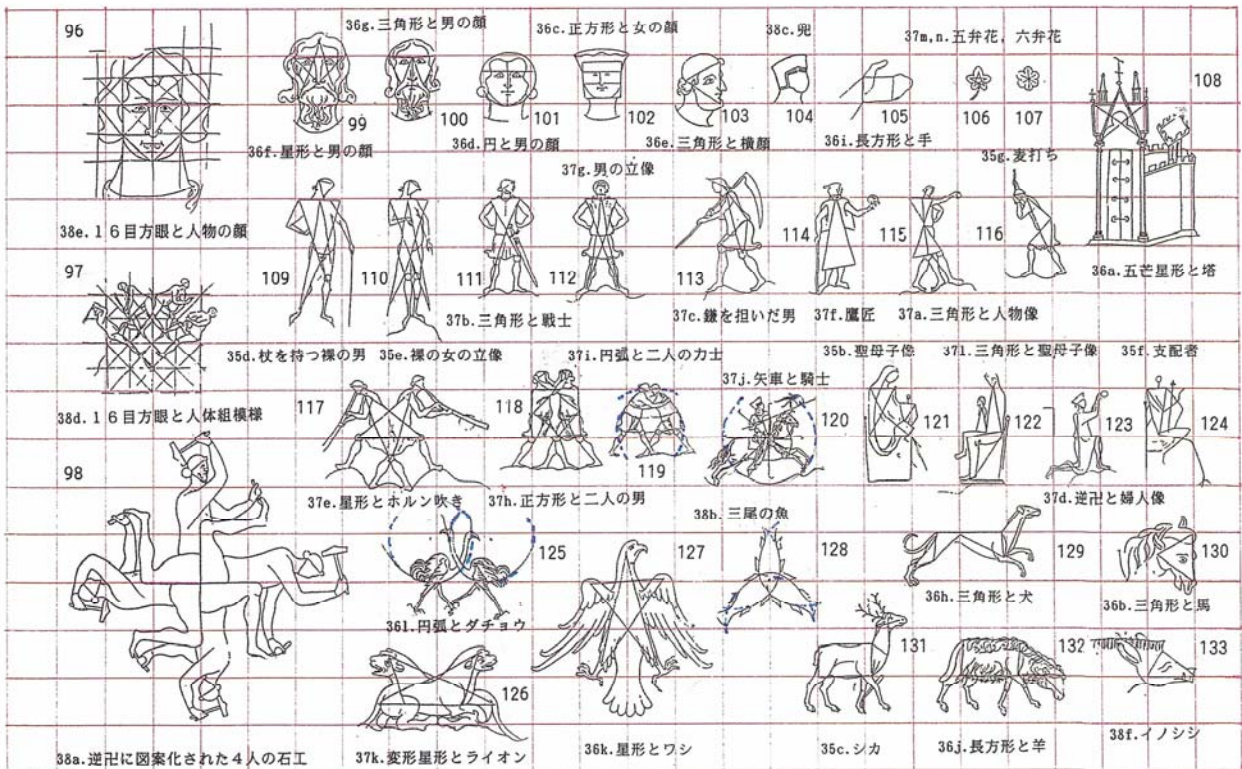 96
36g.三角形と男の顔
36c.正方形と女の顔
38c.兜
37m,n.五弁花，六弁花
108
99
100
101
102
103
104
105
106
107
36f.星形と男の顔
36d.円と男の顔
36e.三角形と横顔
36i.長方形と手
35g.麦打ち
37g.男の立像
38e.16目方眼と人物の顔
97
109
110
111
112
113
114
115
116
36a.五芒星形と塔
37b.三角形と戦士
37c.鎌を担いだ男
37f.鷹匠
37a.三角形と人物像
35d.杖を持つ裸の男
35e.裸の女の立像
37i.円弧と二人の力士
35b.聖母子像
37l.三角形と聖母子像
35f.支配者
37j.矢車と騎士
38d.16目方眼と人体組模様
117
118
119
120
121
122
123
124
98
37e.星形とホルン吹き
37h.正方形と二人の男
37d.逆卍と婦人像
38b.三尾の魚
125
127
128
129
130
36h.三角形と犬
36b.三角形と馬
36l.円弧とダチョウ
126
131
132
133
38a.逆卍に図案化された4人の石工
37k.変形星形とライオン
36k.星形とワシ
35c.シカ
36j.長方形と羊
38f.イノシシ